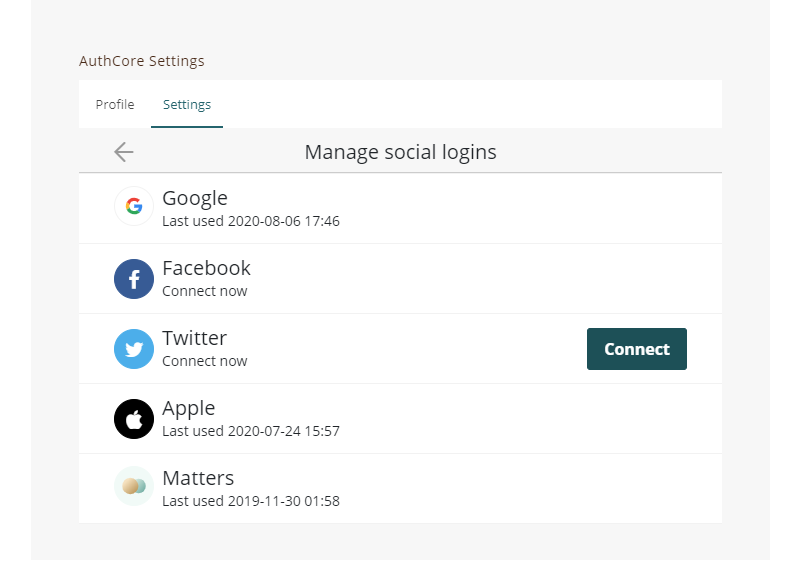 AuthCore Settings
Profile Settings
Manage social logins
Google
Last used 2020-08-06 17:46
Facebook
Connect now
Twitter
Connect now
Connect
Apple
Last used 2020-07-24 15:57
Matters
Last used 2019-11-30 01:58